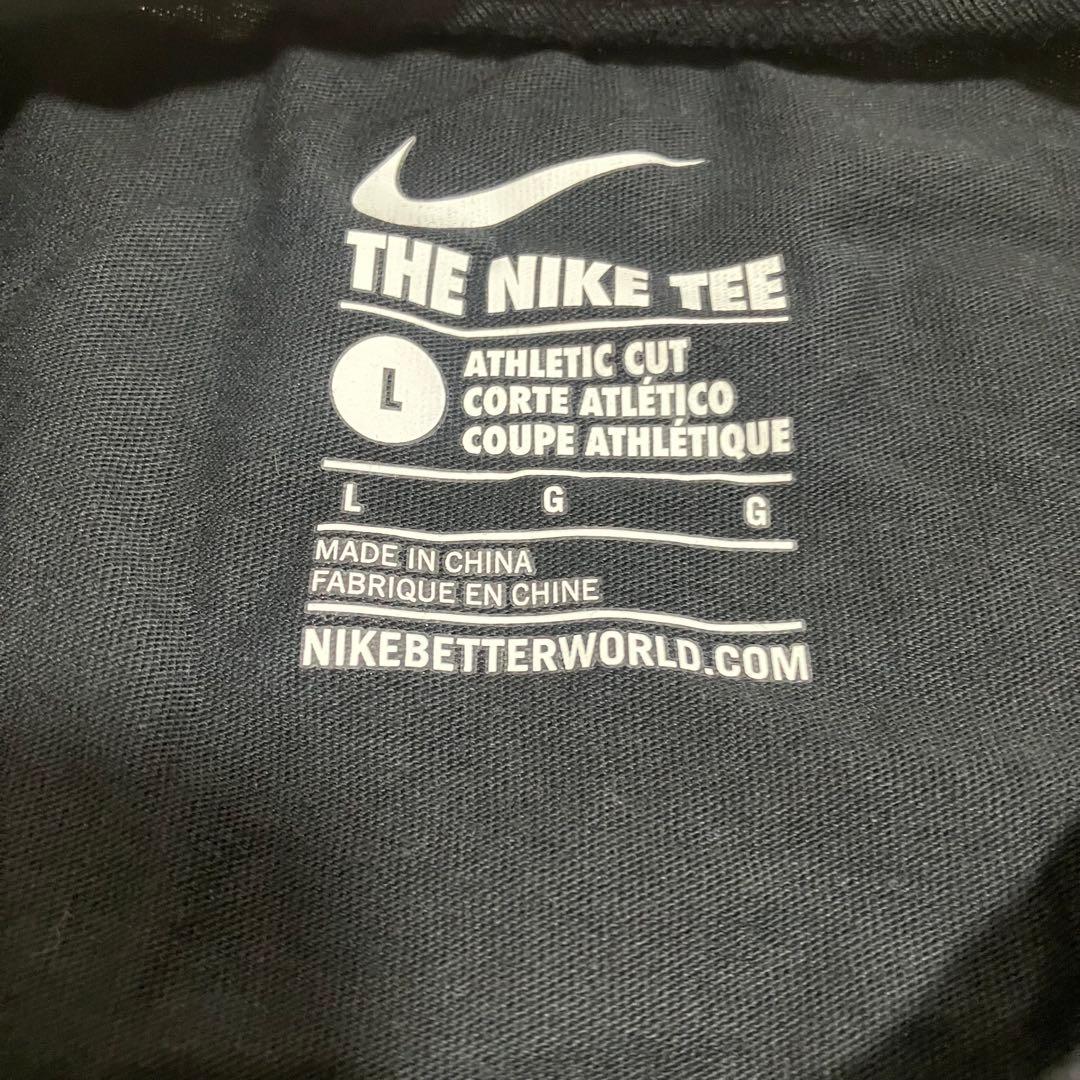 THE NIKE TEE
L
ATHLETIC CUT
CORTE ATLÉTICO
COUPE ATHLÉTIQUE
L G G
MADE IN CHINA
FABRIQUE EN CHINE
NIKEBETTERWORLD.COM